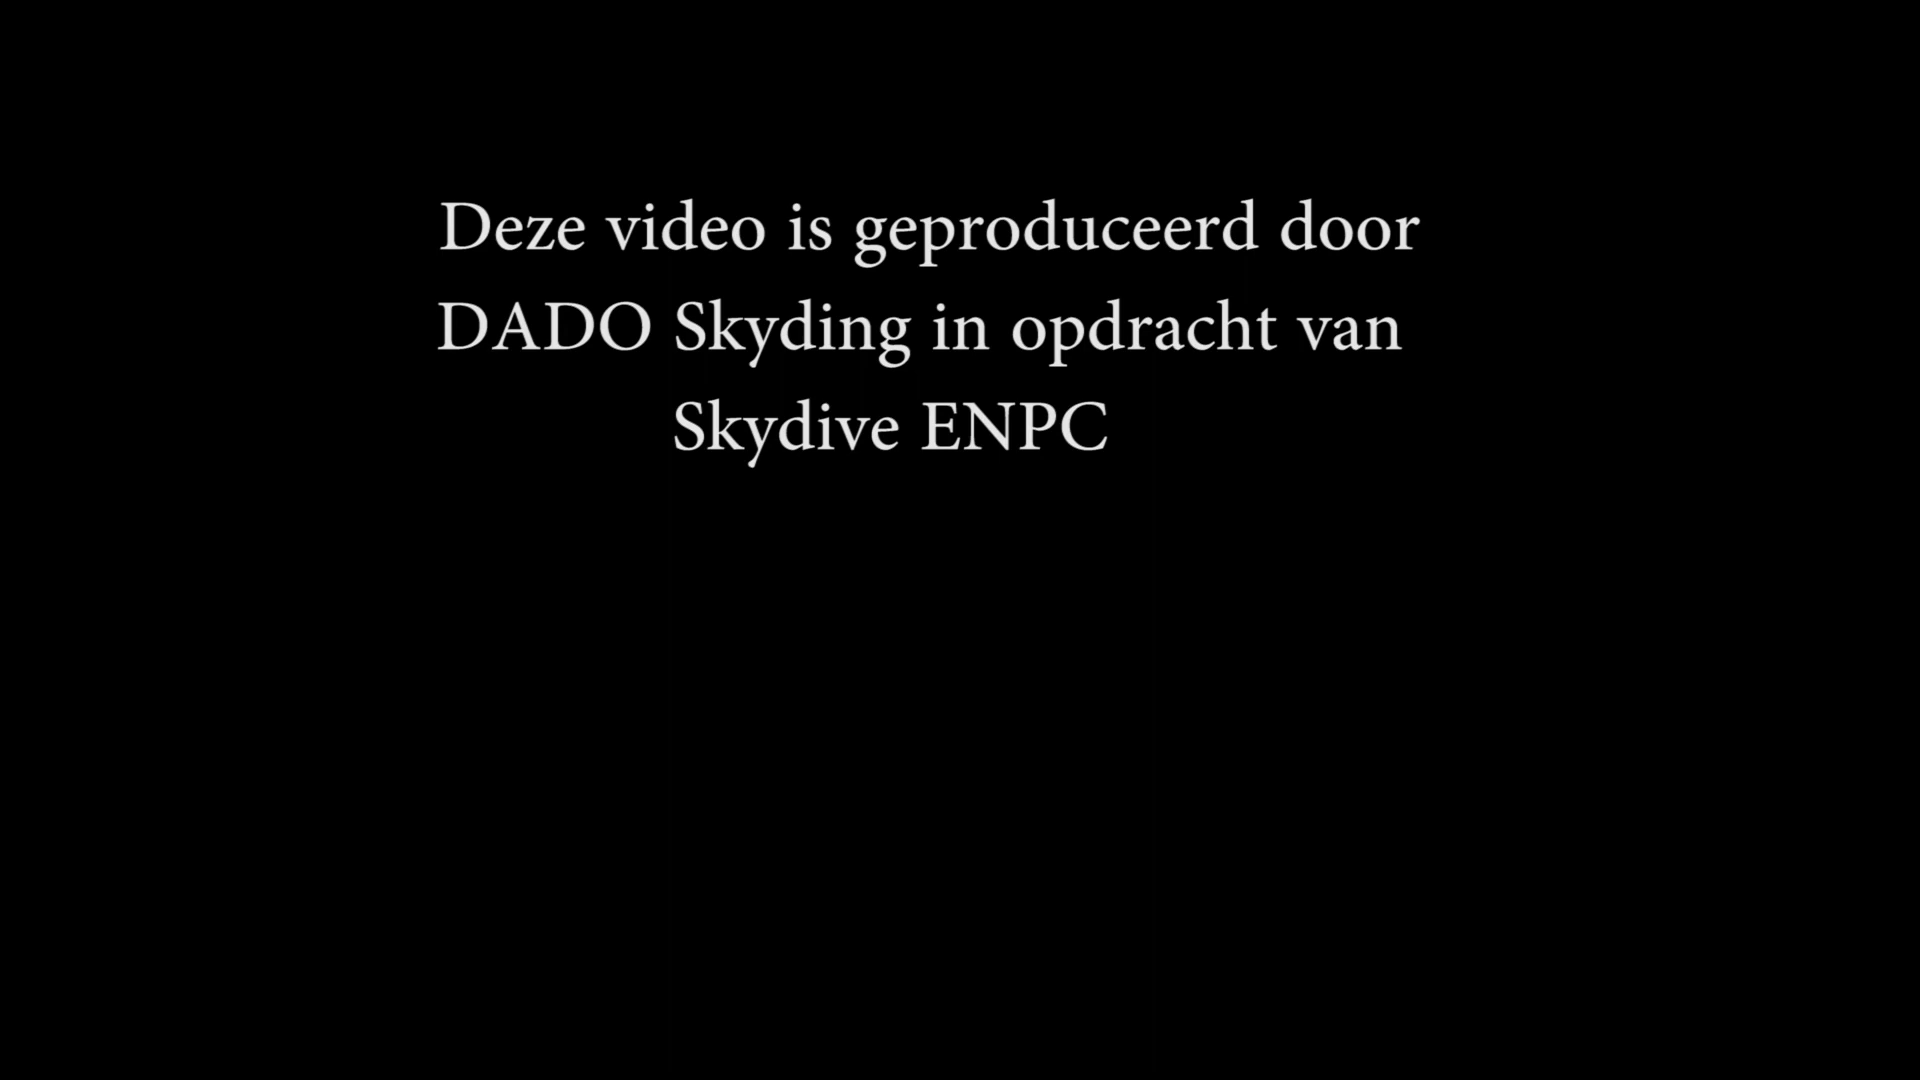 Deze video is geproduceerd door
DADO Skyding in opdracht van
Skydive ENPC